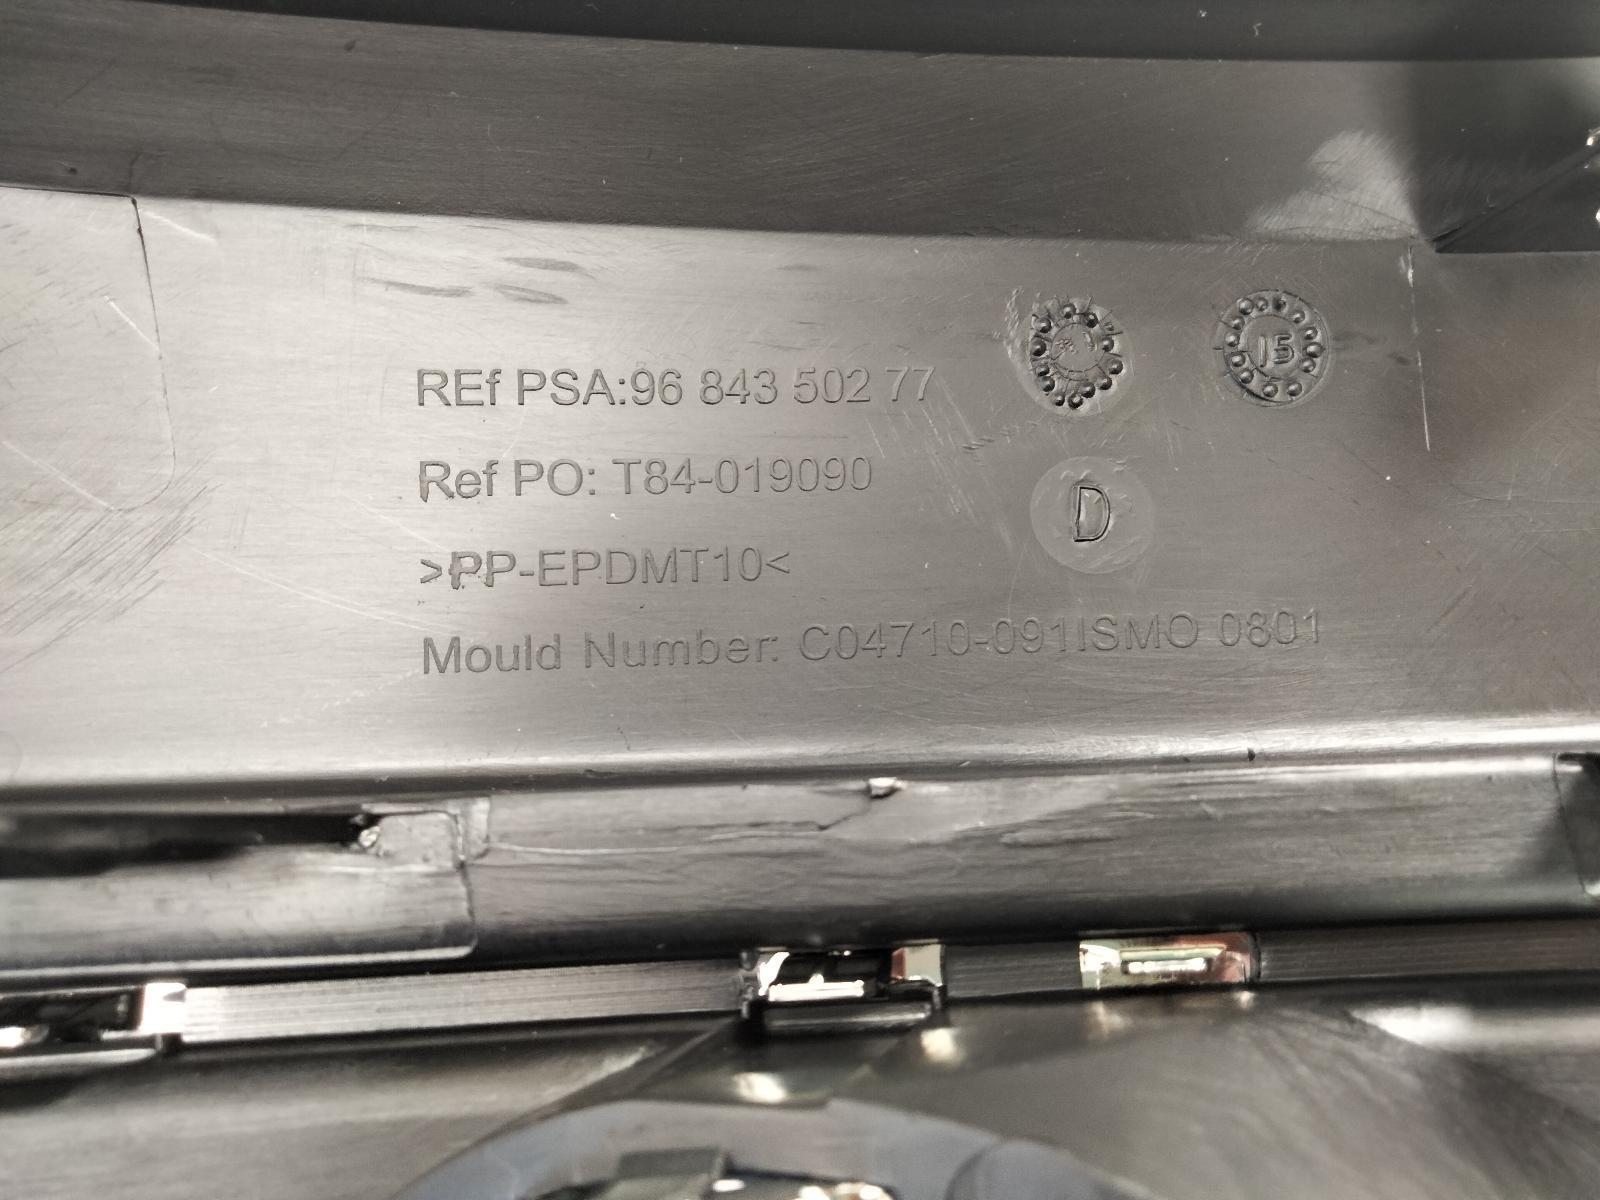 REf PSA:96 843 502 77
15
Ref PO: T84-019090
D
>PP-EPDMT10<
Mould Number: C04710-091ISMO 0801